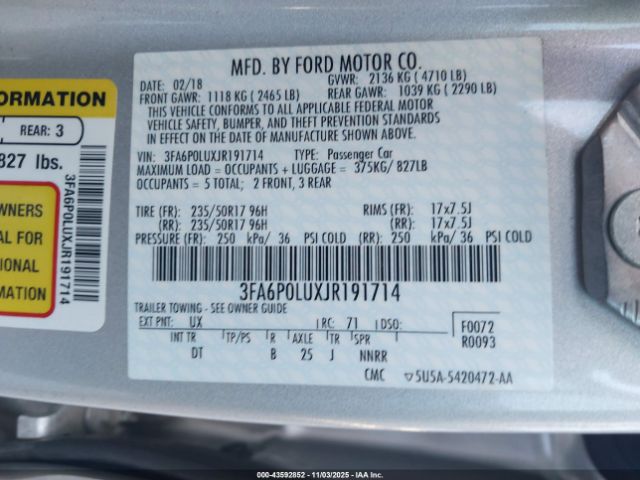 MFD. BY FORD MOTOR CO.
DATE: 02/18 GVWR: 2136 KG ( 4710 LB)
FRONT GAWR: 1118 KG ( 2465 LB) REAR GAWR: 1039 KG ( 2290 LB)
THIS VEHICLE CONFORMS TO ALL APPLICABLE FEDERAL MOTOR
VEHICLE SAFETY, BUMPER, AND THEFT PREVENTION STANDARDS
IN EFFECT ON THE DATE OF MANUFACTURE SHOWN ABOVE.
VIN: 3FA6P0LUXJR191714 TYPE: Passenger Car
MAXIMUM LOAD = OCCUPANTS + LUGGAGE = 375KG/ 827LB
OCCUPANTS = 5 TOTAL; 2 FRONT, 3 REAR
TIRE (FR): 235/50R17 96H RIMS (FR): 17x7.5J
(RR): 235/50R17 96H (RR): 17x7.5J
PRESSURE (FR): 250 kPa/ 36 PSI COLD (RR): 250 kPa/ 36 PSI COLD
3FA6P0LUXJR191714
TRAILER TOWING - SEE OWNER GUIDE
EXT PNT: UX RC: 71 DSO: F0072
INT TR TP/PS R AXLE TR SPR R0093
DT B 25 J NNRR
CMC ▽5U5A-5420472-AA
ORMATION
REAR: 3
827 lbs.
3FA6P0LUXJR191714
WNERS
AL FOR
IONAL
MATION
000-43592852 11/03/2025 IAA, LLC